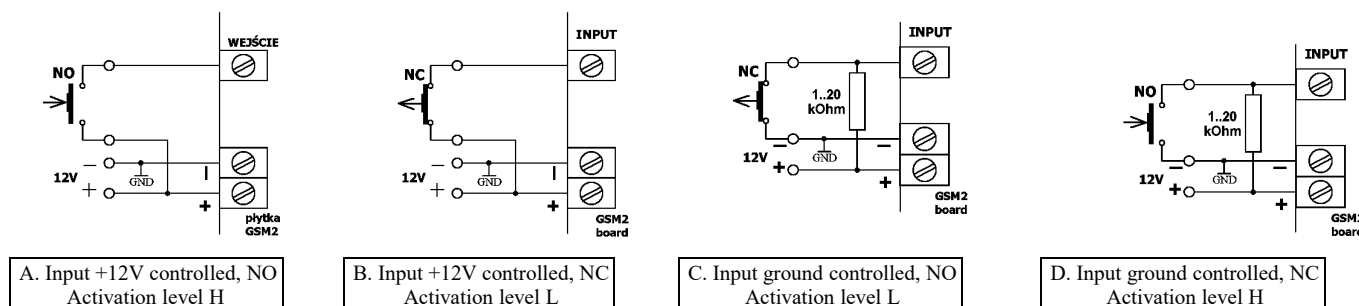 WEJŚCIE
NO
–
12V
+
GND
–
+
płytka
GSM2
A. Input +12V controlled, NO
Activation level H
INPUT
NC
–
12V
+
GND
–
+
GSM2
board
B. Input +12V controlled, NC
Activation level L
INPUT
NC
1..20
kOhm
–
12V
+
GND
–
+
GSM2
board
C. Input ground controlled, NO
Activation level L
INPUT
NO
1..20
kOhm
–
12V
+
GND
–
+
GSM2
board
D. Input ground controlled, NC
Activation level H